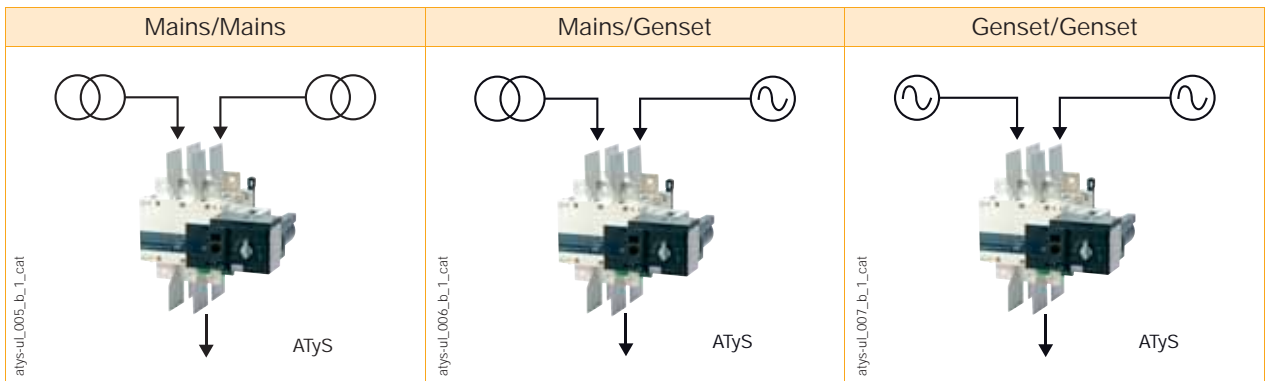 Mains/Mains
Mains/Genset
Genset/Genset
atys-ul_005_b_1_cat
ATyS
atys-ul_006_b_1_cat
ATyS
atys-ul_007_b_1_cat
ATyS